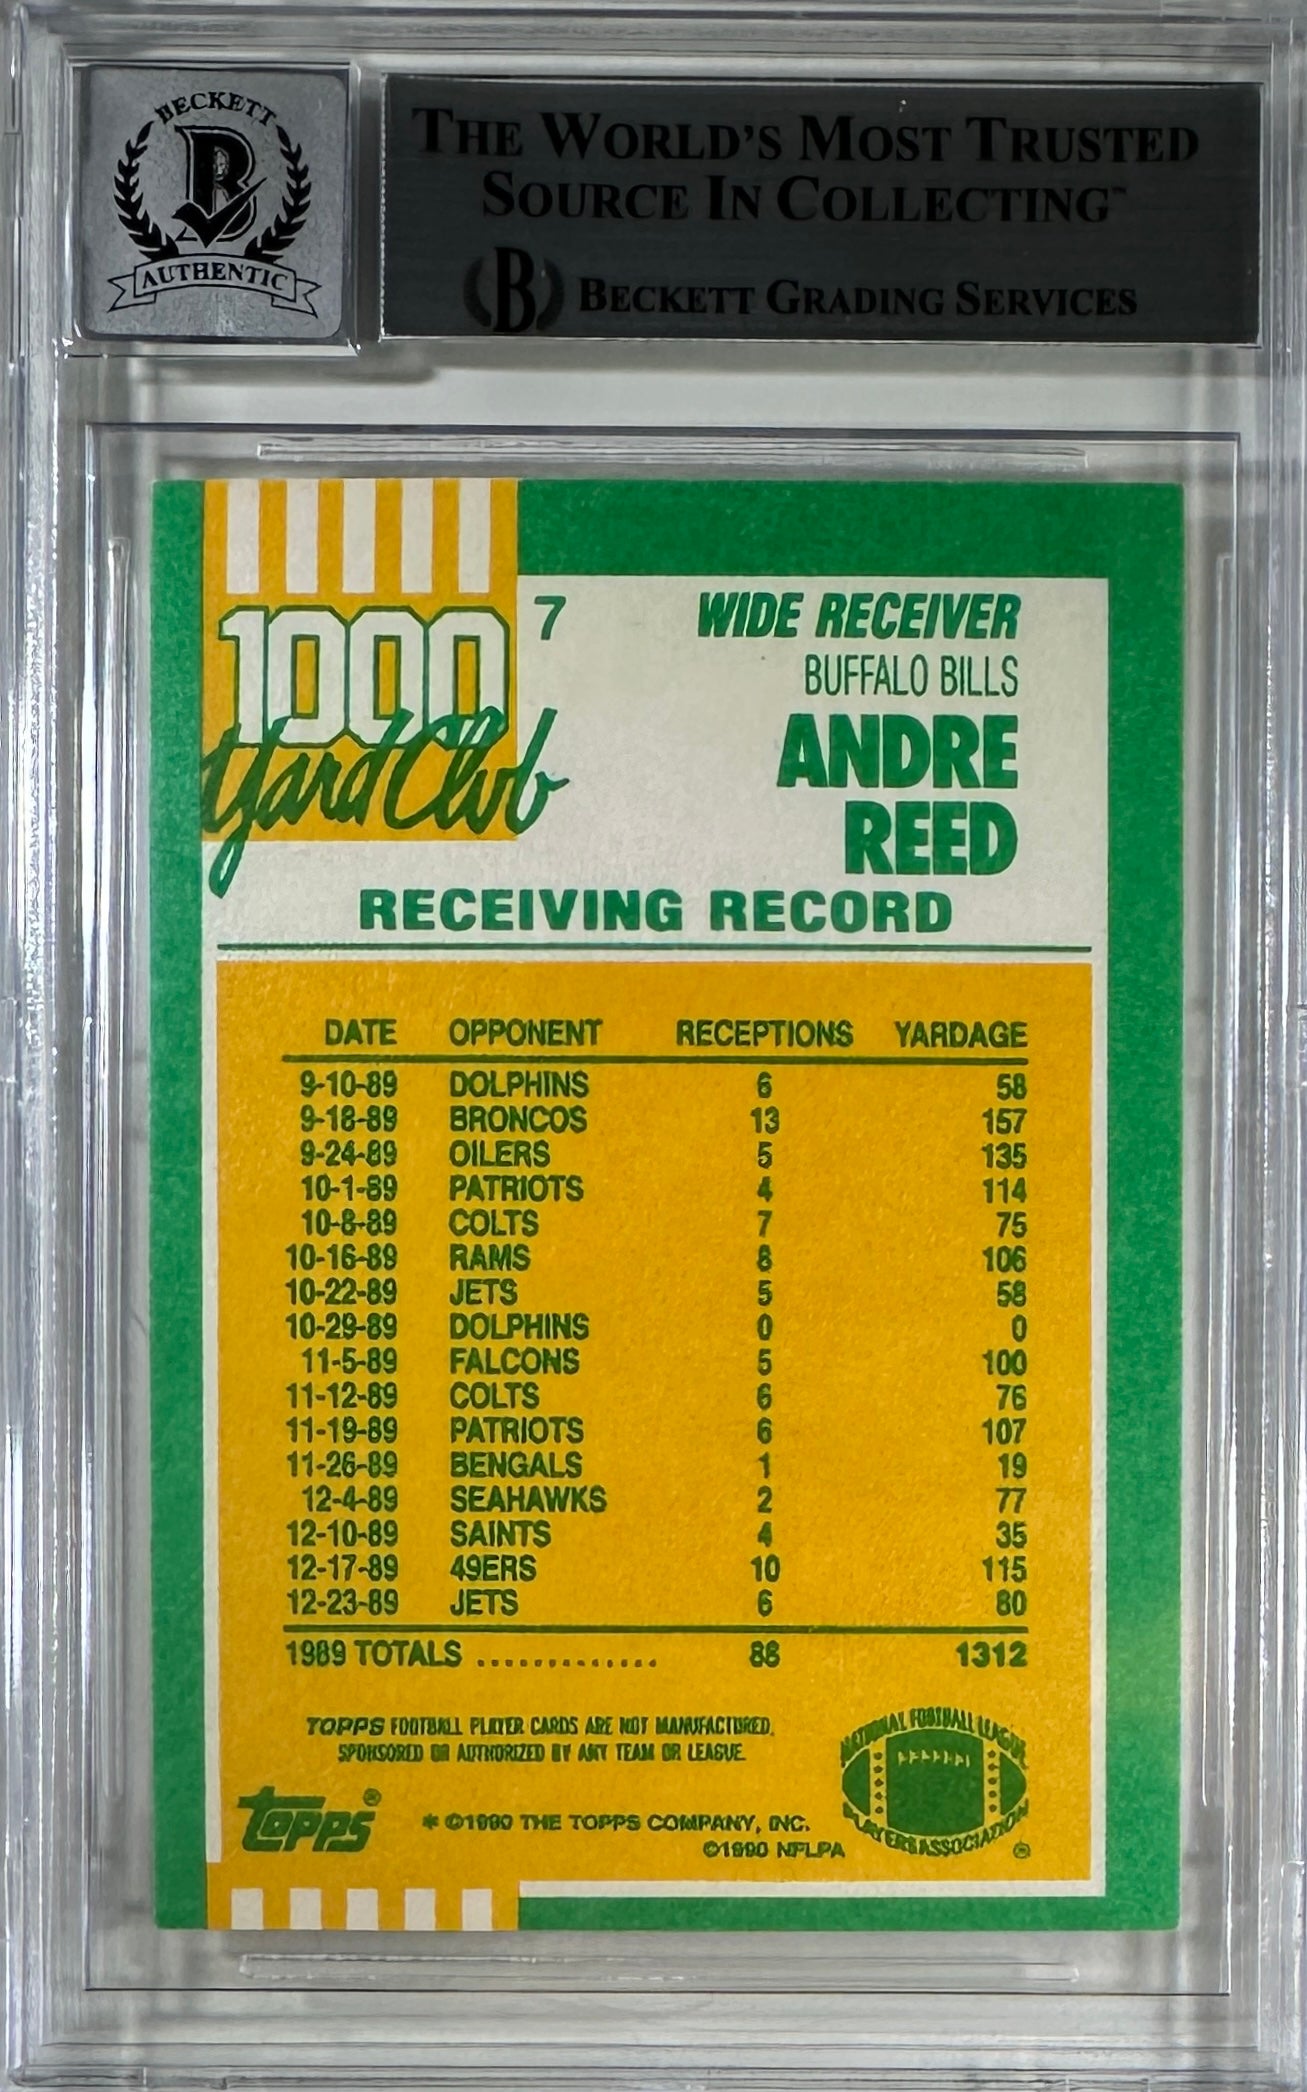 BECKETT
B
AUTHENTIC
THE WORLD'S MOST TRUSTED
SOURCE IN COLLECTING™
B BECKETT GRADING SERVICES
1000
Yard Club
7
WIDE RECEIVER
BUFFALO BILLS
ANDRE
REED
RECEIVING RECORD
DATE OPPONENT RECEPTIONS YARDAGE
9-10-89 DOLPHINS 6 58
9-18-89 BRONCOS 13 157
9-24-89 OILERS 5 135
10-1-89 PATRIOTS 4 114
10-8-89 COLTS 7 75
10-16-89 RAMS 8 106
10-22-89 JETS 5 58
10-29-89 DOLPHINS 0 0
11-5-89 FALCONS 5 100
11-12-89 COLTS 6 76
11-19-89 PATRIOTS 6 107
11-26-89 BENGALS 1 19
12-4-89 SEAHAWKS 2 77
12-10-89 SAINTS 4 35
12-17-89 49ERS 10 115
12-23-89 JETS 6 80
1989 TOTALS .............. 88 1312
TOPPS FOOTBALL PLAYER CARDS ARE NOT MANUFACTURED,
SPONSORED OR AUTHORIZED BY ANY TEAM OR LEAGUE.
TOPPS®
* ©1990 THE TOPPS COMPANY, INC.
©1990 NFLPA
NATIONAL FOOTBALL LEAGUE
PLAYERS ASSOCIATION
®